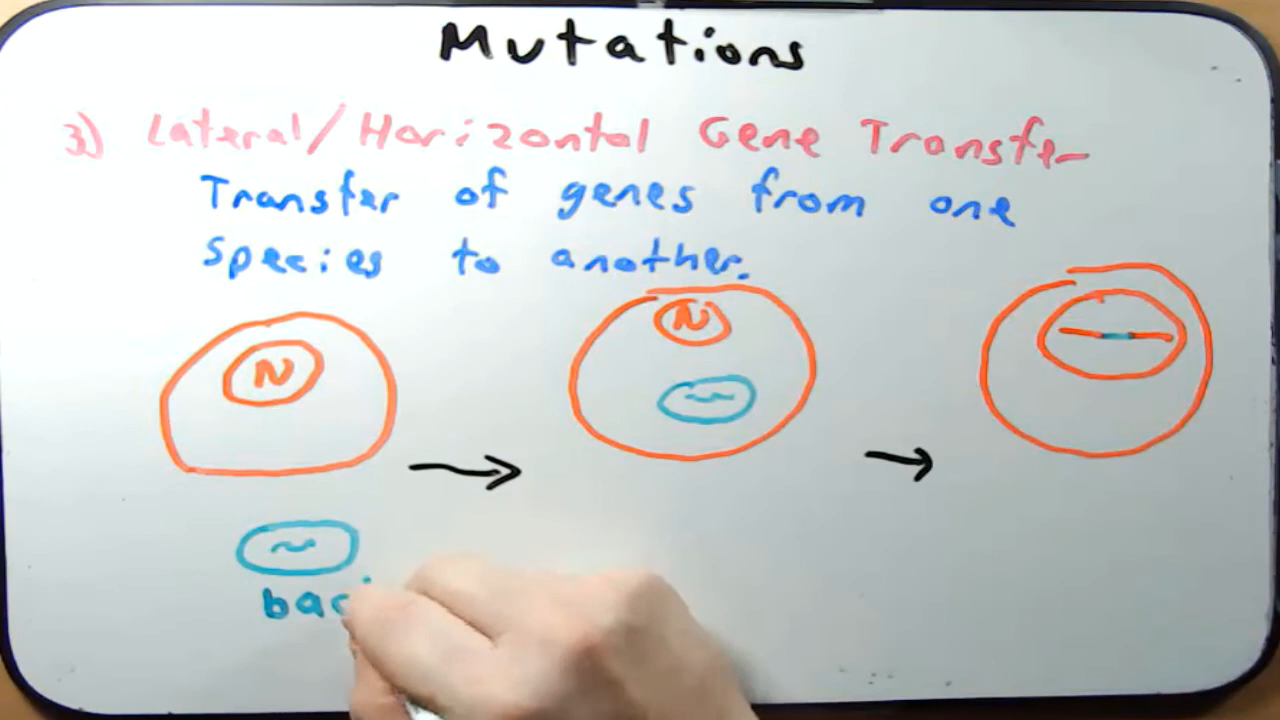 Mutations
3) Lateral/Horizontal Gene Transfer
Transfer of genes from one
species to another.
N
N